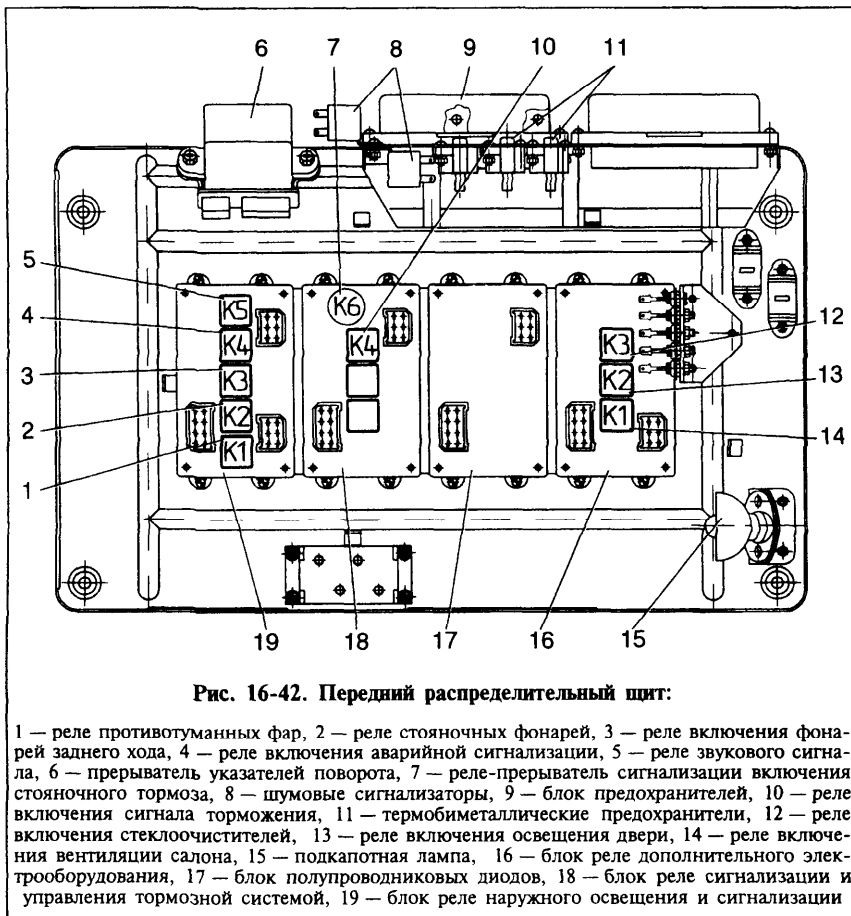 6 7 8 9 10 11
5 K5 K6
4 K4 K4 K3 12
3 K3 K2 13
2 K2 K1 14
1 K1
19 18 17 16 15
Рис. 16-42. Передний распределительный щит:
1 — реле противотуманных фар, 2 — реле стояночных фонарей, 3 — реле включения фона-
рей заднего хода, 4 — реле включения аварийной сигнализации, 5 — реле звукового сигна-
ла, 6 — прерыватель указателей поворота, 7 — реле-прерыватель сигнализации включения
стояночного тормоза, 8 — шумовые сигнализаторы, 9 — блок предохранителей, 10 — реле
включения сигнала торможения, 11 — термобиметаллические предохранители, 12 — реле
включения стеклоочистителей, 13 — реле включения освещения двери, 14 — реле включе-
ния вентиляции салона, 15 — подкапотная лампа, 16 — блок реле дополнительного элек-
трооборудования, 17 — блок полупроводниковых диодов, 18 — блок реле сигнализации и
управления тормозной системой, 19 — блок реле наружного освещения и сигнализации